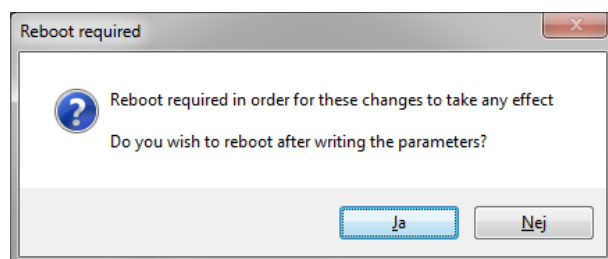 Reboot required
Reboot required in order for these changes to take any effect
Do you wish to reboot after writing the parameters?
Ja
Nej